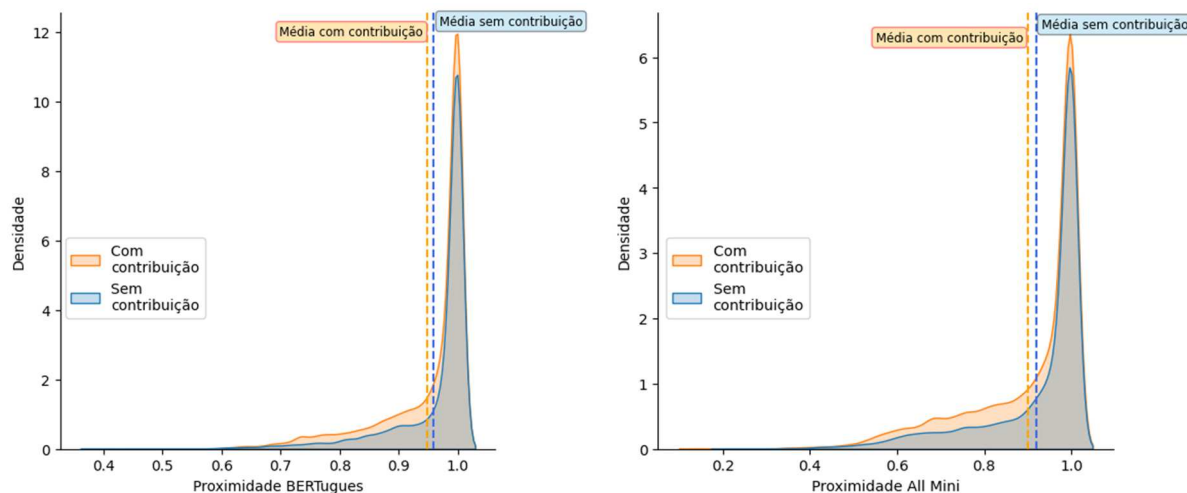 Média com contribuição
Média sem contribuição
12
10
8
6
4
2
0
Densidade
Com
contribuição
Sem
contribuição
0.4 0.5 0.6 0.7 0.8 0.9 1.0
Proximidade BERTugues
Média com contribuição
Média sem contribuição
6
5
4
3
2
1
0
Densidade
Com
contribuição
Sem
contribuição
0.2 0.4 0.6 0.8 1.0
Proximidade All Mini